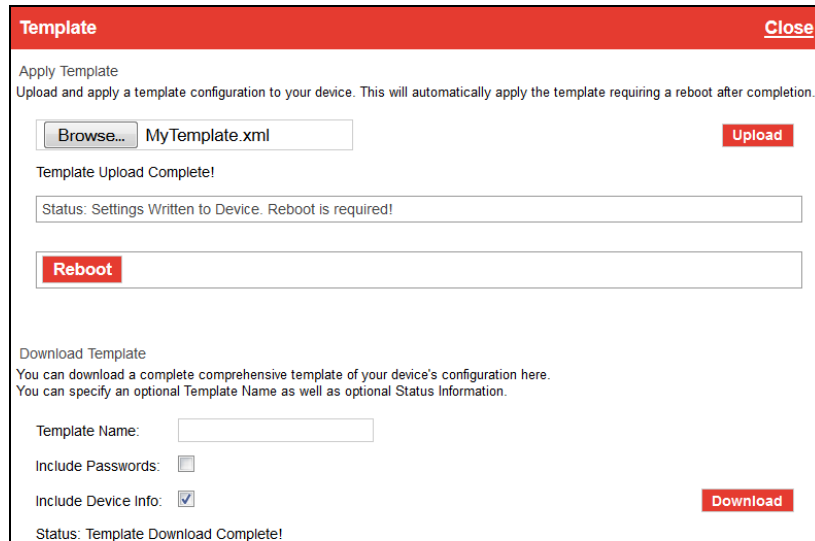 Template Close
Apply Template
Upload and apply a template configuration to your device. This will automatically apply the template requiring a reboot after completion.
Browse... MyTemplate.xml Upload
Template Upload Complete!
Status: Settings Written to Device. Reboot is required!
Reboot
Download Template
You can download a complete comprehensive template of your device's configuration here.
You can specify an optional Template Name as well as optional Status Information.
Template Name:
Include Passwords:
Include Device Info: Download
Status: Template Download Complete!